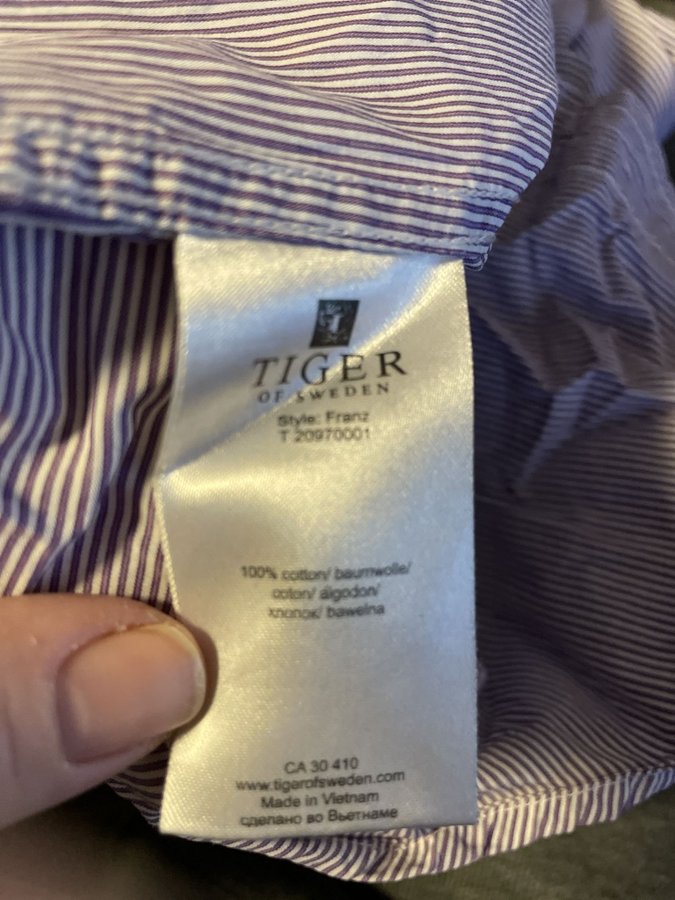 TIGER
OF SWEDEN
Style: Franz
T 20970001
100% cotton/ baumwolle/
coton/ algodon/
хлопок/ bawelna
CA 30 410
www.tigerofsweden.com
Made in Vietnam
сделано во Вьетнаме